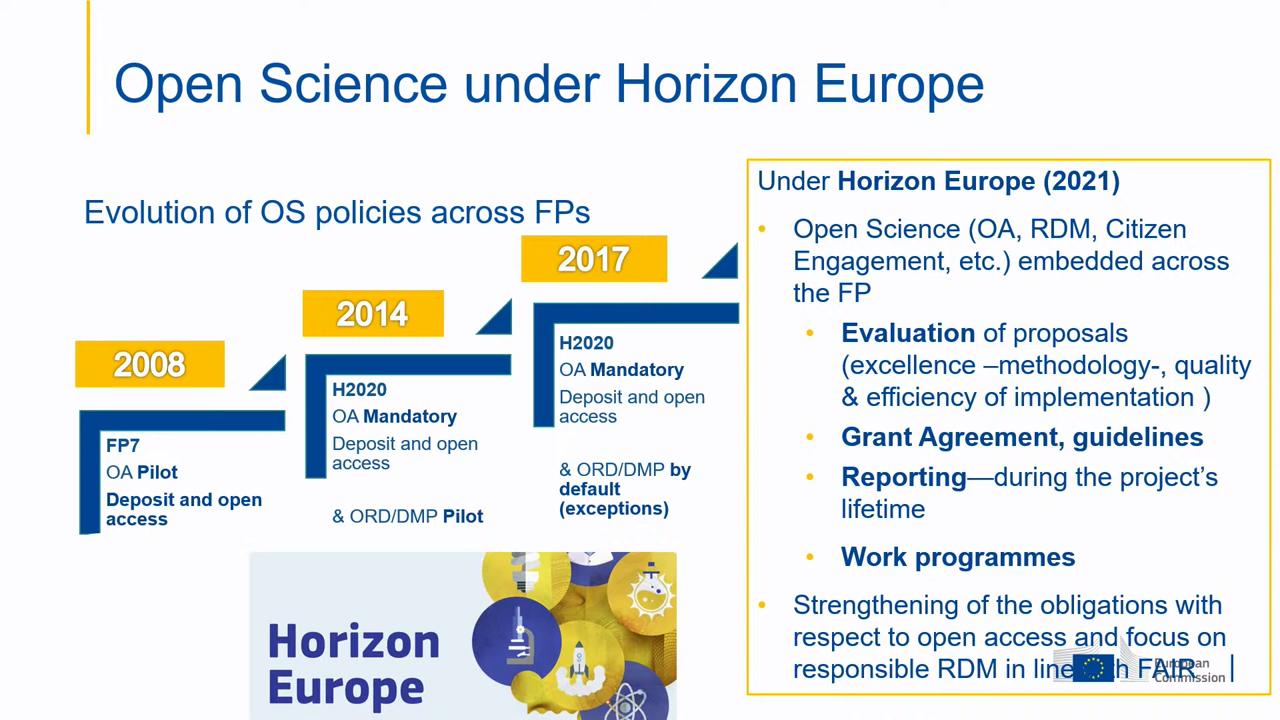 Open Science under Horizon Europe
Evolution of OS policies across FPs
2008
FP7
OA Pilot
Deposit and open
access
2014
H2020
OA Mandatory
Deposit and open
access
& ORD/DMP Pilot
2017
H2020
OA Mandatory
Deposit and open
access
& ORD/DMP by
default
(exceptions)
Horizon
Europe
Under Horizon Europe (2021)
• Open Science (OA, RDM, Citizen
Engagement, etc.) embedded across
the FP
• Evaluation of proposals
(excellence –methodology-, quality
& efficiency of implementation )
• Grant Agreement, guidelines
• Reporting—during the project's
lifetime
• Work programmes
• Strengthening of the obligations with
respect to open access and focus on
responsible RDM in line FAIR
European
Commission